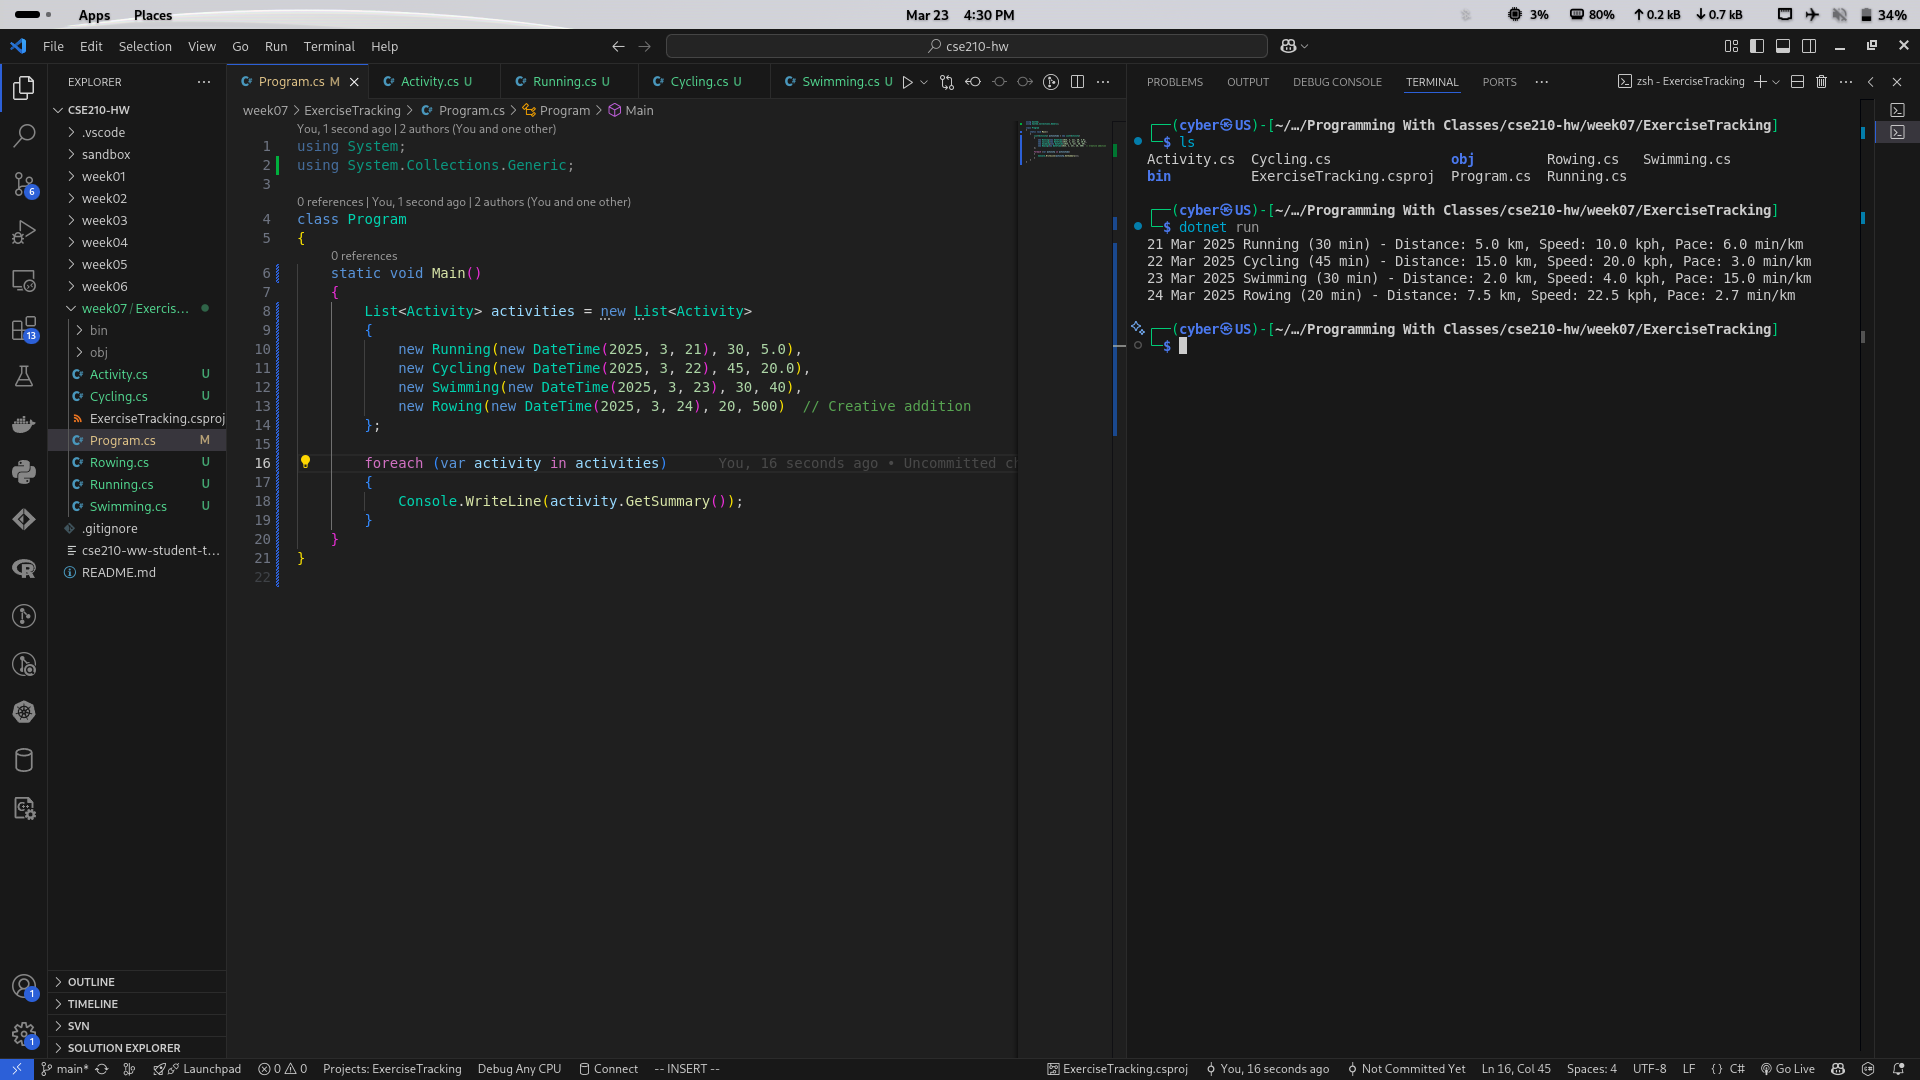 Apps Places Mar 23 4:30 PM 3% 80% 0.2 kB 0.7 kB 34%
File Edit Selection View Go Run Terminal Help cse210-hw
EXPLORER
CSE210-HW
.vscode
sandbox
week01
week02
week03
week04
week05
week06
week07 / Exercis...
bin
obj
Activity.cs U
Cycling.cs U
ExerciseTracking.csproj
Program.cs M
Rowing.cs U
Running.cs U
Swimming.cs U
.gitignore
cse210-ww-student-t...
README.md
OUTLINE
TIMELINE
SVN
SOLUTION EXPLORER
6
13
1
1
Program.cs M Activity.cs U Running.cs U Cycling.cs U Swimming.cs U
week07 > ExerciseTracking > Program.cs > Program > Main
You, 1 second ago | 2 authors (You and one other)
1 using System;
2 using System.Collections.Generic;
3
0 references | You, 1 second ago | 2 authors (You and one other)
4 class Program
5 {
0 references
6 static void Main()
7 {
8 List<Activity> activities = new List<Activity>
9 {
10 new Running(new DateTime(2025, 3, 21), 30, 5.0),
11 new Cycling(new DateTime(2025, 3, 22), 45, 20.0),
12 new Swimming(new DateTime(2025, 3, 23), 30, 40),
13 new Rowing(new DateTime(2025, 3, 24), 20, 500) // Creative addition
14 };
15
16 foreach (var activity in activities) You, 16 seconds ago • Uncommitted ch
17 {
18 Console.WriteLine(activity.GetSummary());
19 }
20 }
21 }
22
PROBLEMS OUTPUT DEBUG CONSOLE TERMINAL PORTS zsh - ExerciseTracking
┌──(cyber㉿US)-[~/…/Programming With Classes/cse210-hw/week07/ExerciseTracking]
└─$ ls
Activity.cs Cycling.cs obj Rowing.cs Swimming.cs
bin ExerciseTracking.csproj Program.cs Running.cs
┌──(cyber㉿US)-[~/…/Programming With Classes/cse210-hw/week07/ExerciseTracking]
└─$ dotnet run
21 Mar 2025 Running (30 min) - Distance: 5.0 km, Speed: 10.0 kph, Pace: 6.0 min/km
22 Mar 2025 Cycling (45 min) - Distance: 15.0 km, Speed: 20.0 kph, Pace: 3.0 min/km
23 Mar 2025 Swimming (30 min) - Distance: 2.0 km, Speed: 4.0 kph, Pace: 15.0 min/km
24 Mar 2025 Rowing (20 min) - Distance: 7.5 km, Speed: 22.5 kph, Pace: 2.7 min/km
┌──(cyber㉿US)-[~/…/Programming With Classes/cse210-hw/week07/ExerciseTracking]
└─$
main* Launchpad 0 0 Projects: ExerciseTracking Debug Any CPU Connect -- INSERT -- ExerciseTracking.csproj You, 16 seconds ago Not Committed Yet Ln 16, Col 45 Spaces: 4 UTF-8 LF {} C# Go Live